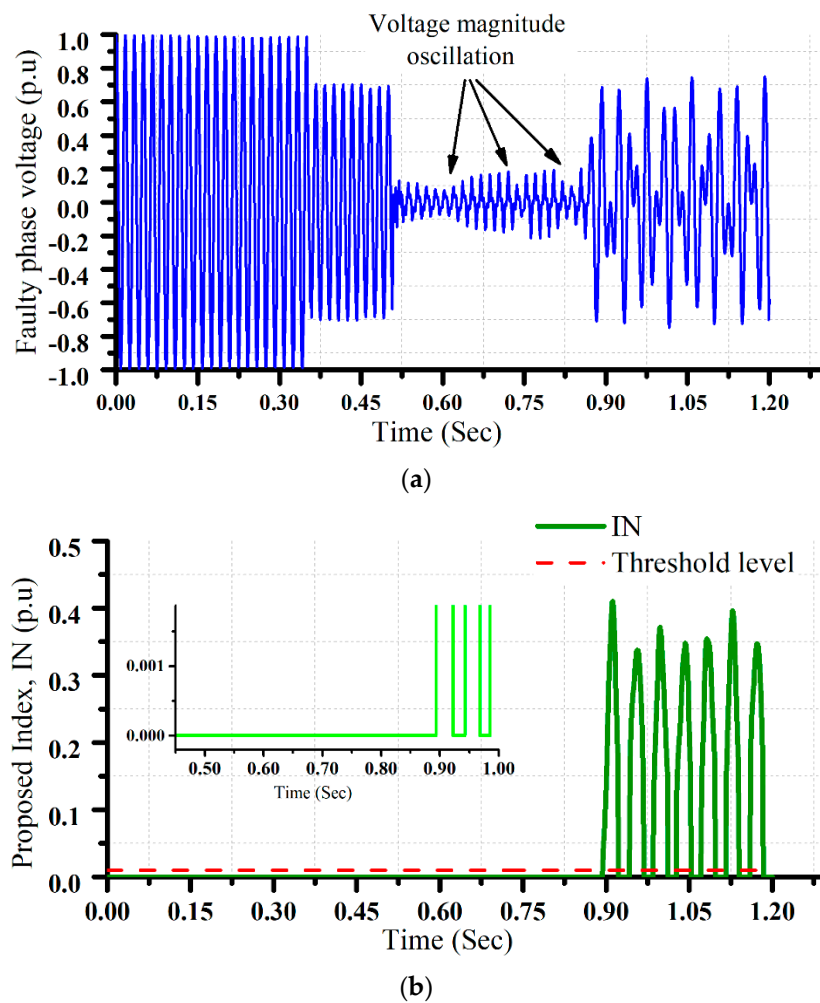 Voltage magnitude
oscillation
Faulty phase voltage (p.u)
1.0
0.8
0.6
0.4
0.2
0.0
-0.2
-0.4
-0.6
-0.8
-1.0
0.00 0.15 0.30 0.45 0.60 0.75 0.90 1.05 1.20
Time (Sec)
(a)
IN
Threshold level
Proposed Index, IN (p.u)
0.5
0.4
0.3
0.2
0.1
0.0
0.001
0.000
0.50 0.60 0.70 0.80 0.90 1.00
Time (Sec)
0.00 0.15 0.30 0.45 0.60 0.75 0.90 1.05 1.20
Time (Sec)
(b)